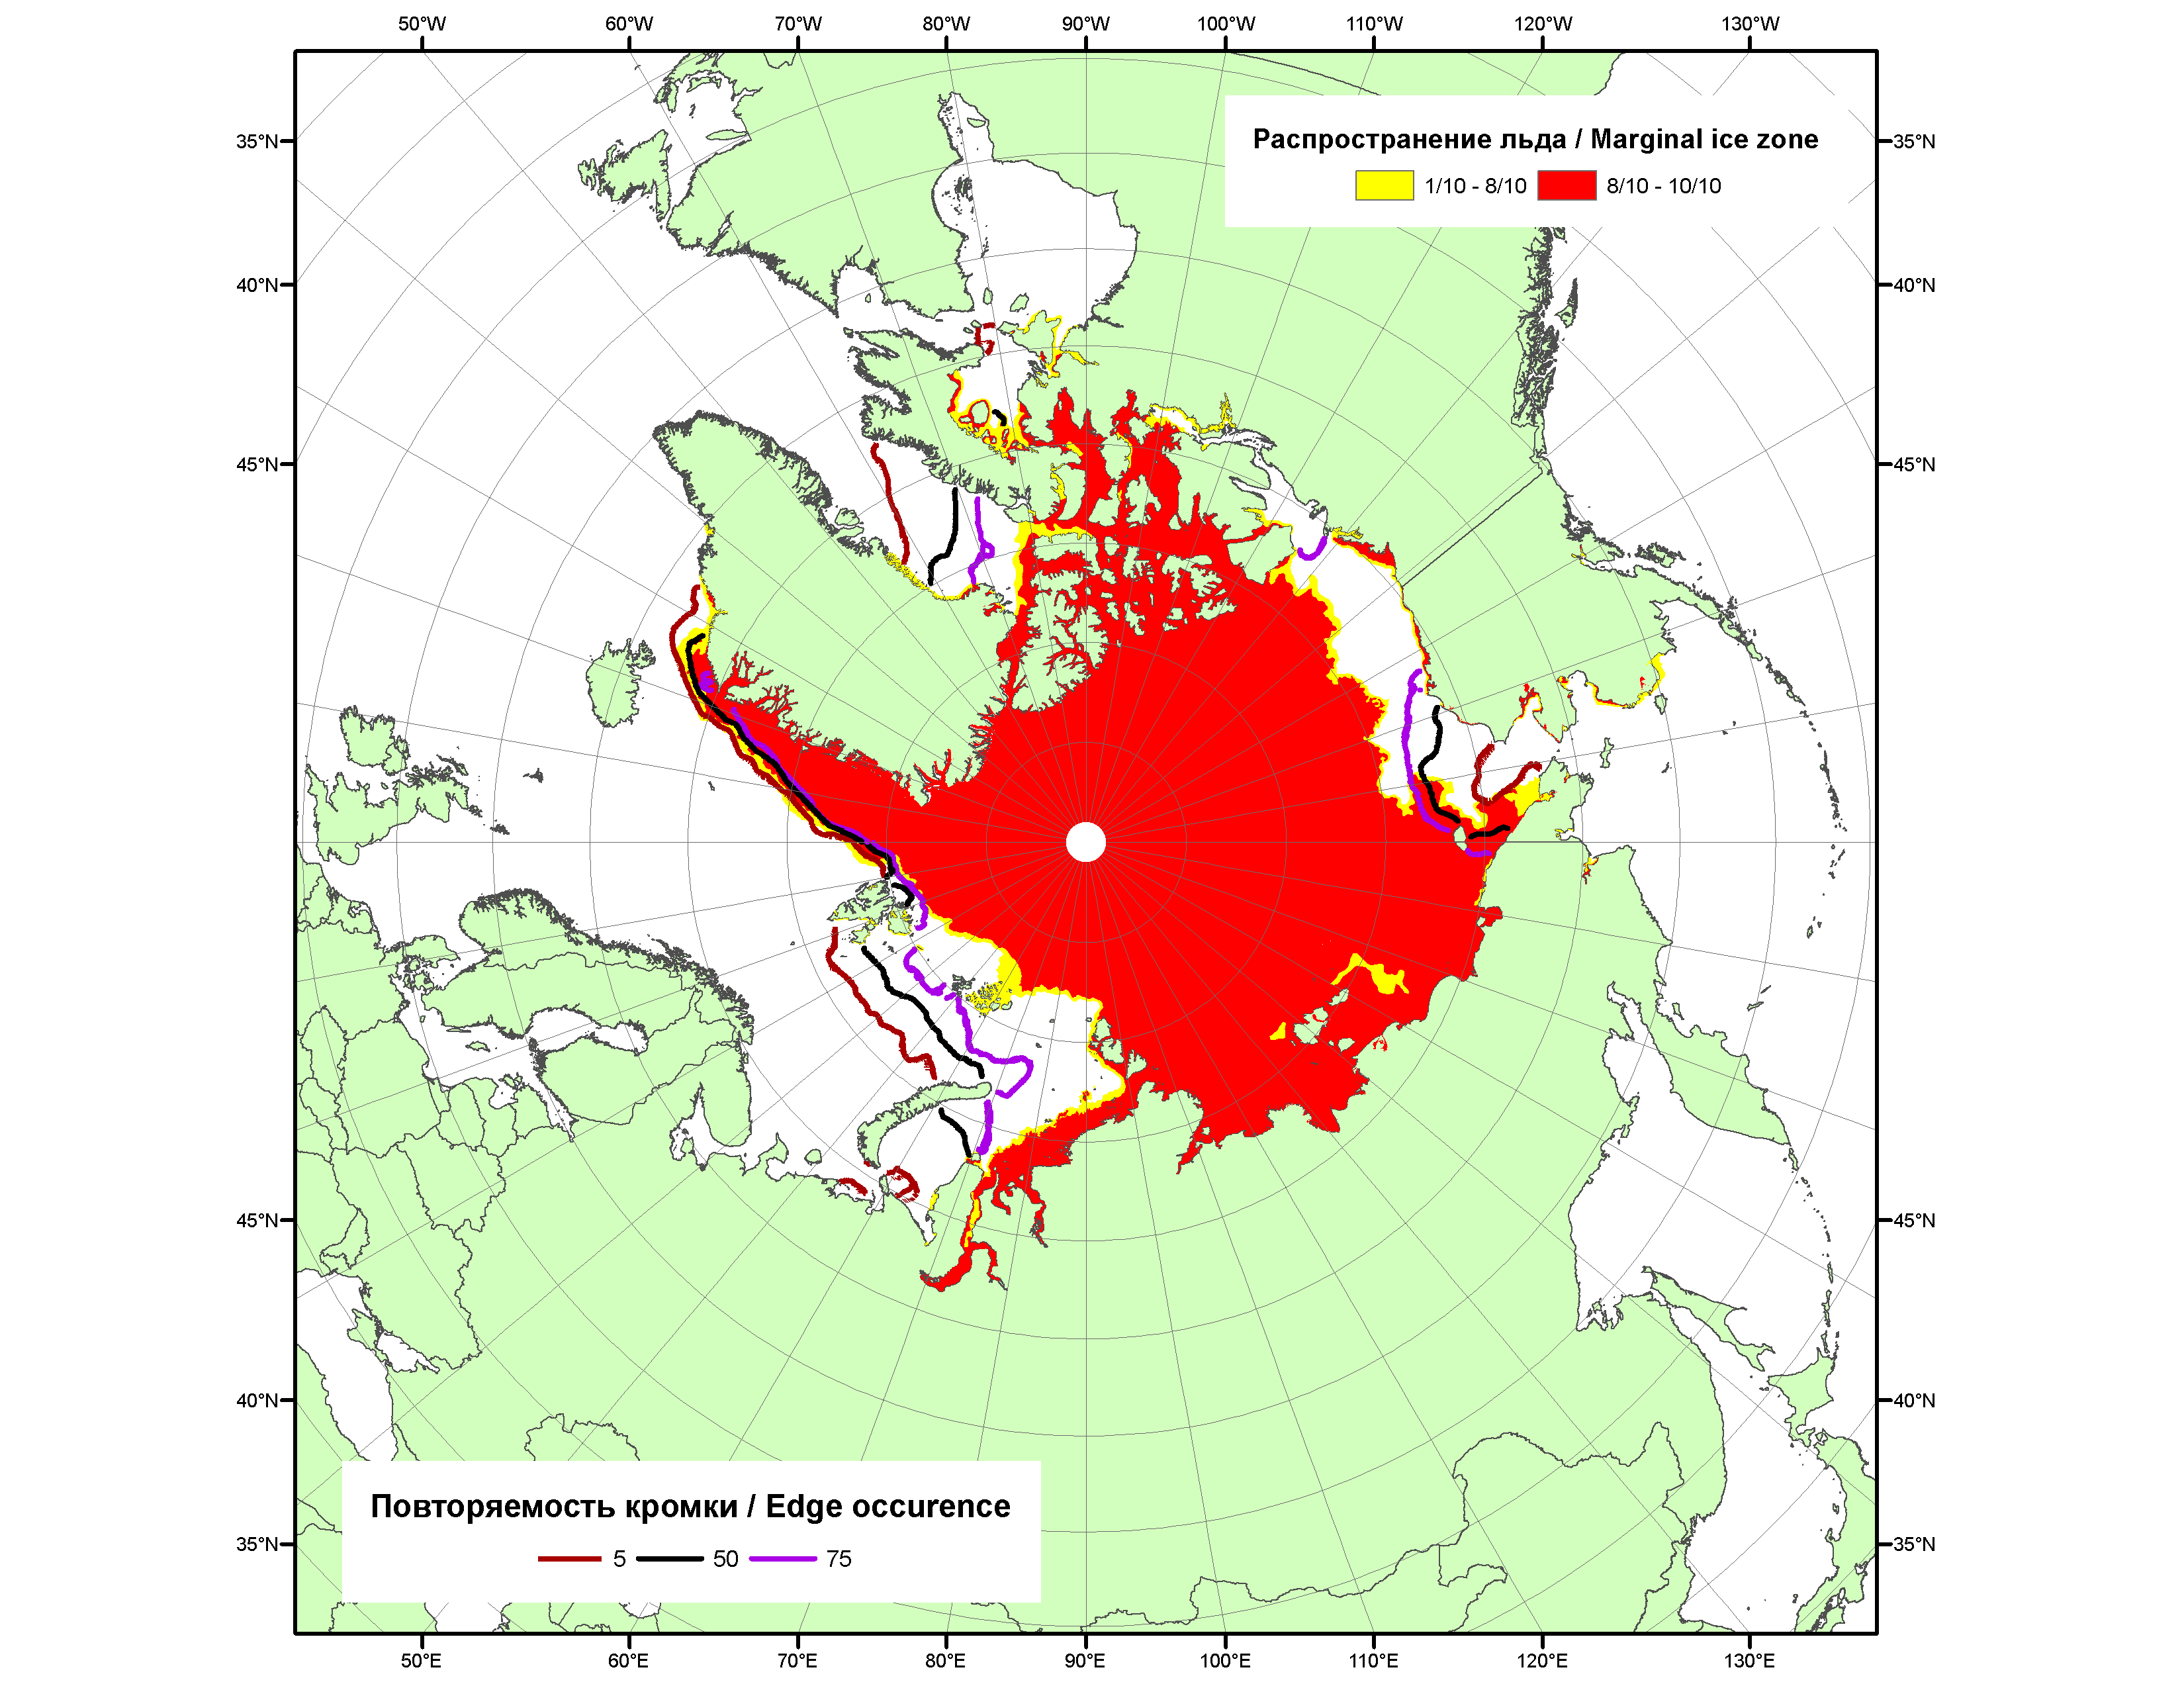 50°W 60°W 70°W 80°W 90°W 100°W 110°W 120°W 130°W
35°N 35°N
Распространение льда / Marginal ice zone
1/10 - 8/10 8/10 - 10/10
40°N 40°N
45°N 45°N
45°N 45°N
40°N 40°N
Повторяемость кромки / Edge occurence
5 50 75
35°N 35°N
50°E 60°E 70°E 80°E 90°E 100°E 110°E 120°E 130°E